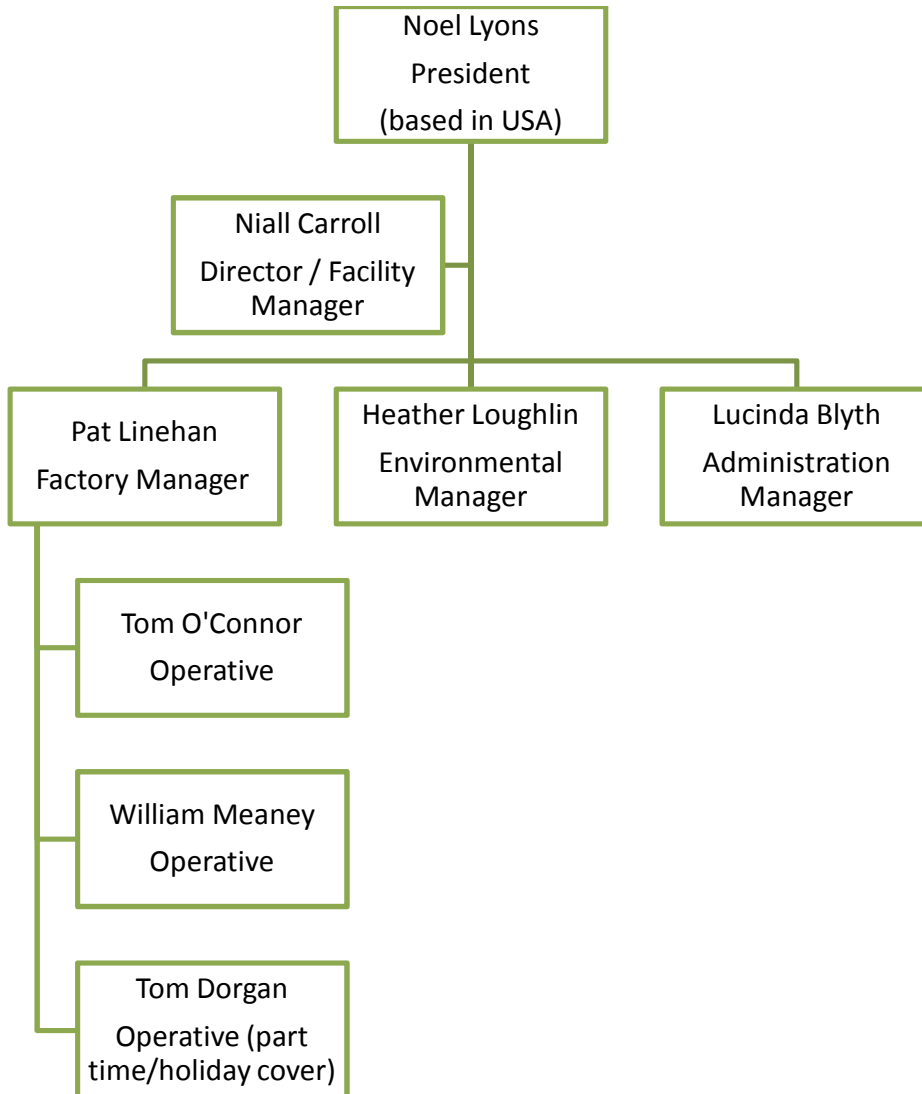 Noel Lyons
President
(based in USA)
Niall Carroll
Director / Facility
Manager
Pat Linehan
Factory Manager
Heather Loughlin
Environmental
Manager
Lucinda Blyth
Administration
Manager
Tom O'Connor
Operative
William Meaney
Operative
Tom Dorgan
Operative (part
time/holiday cover)